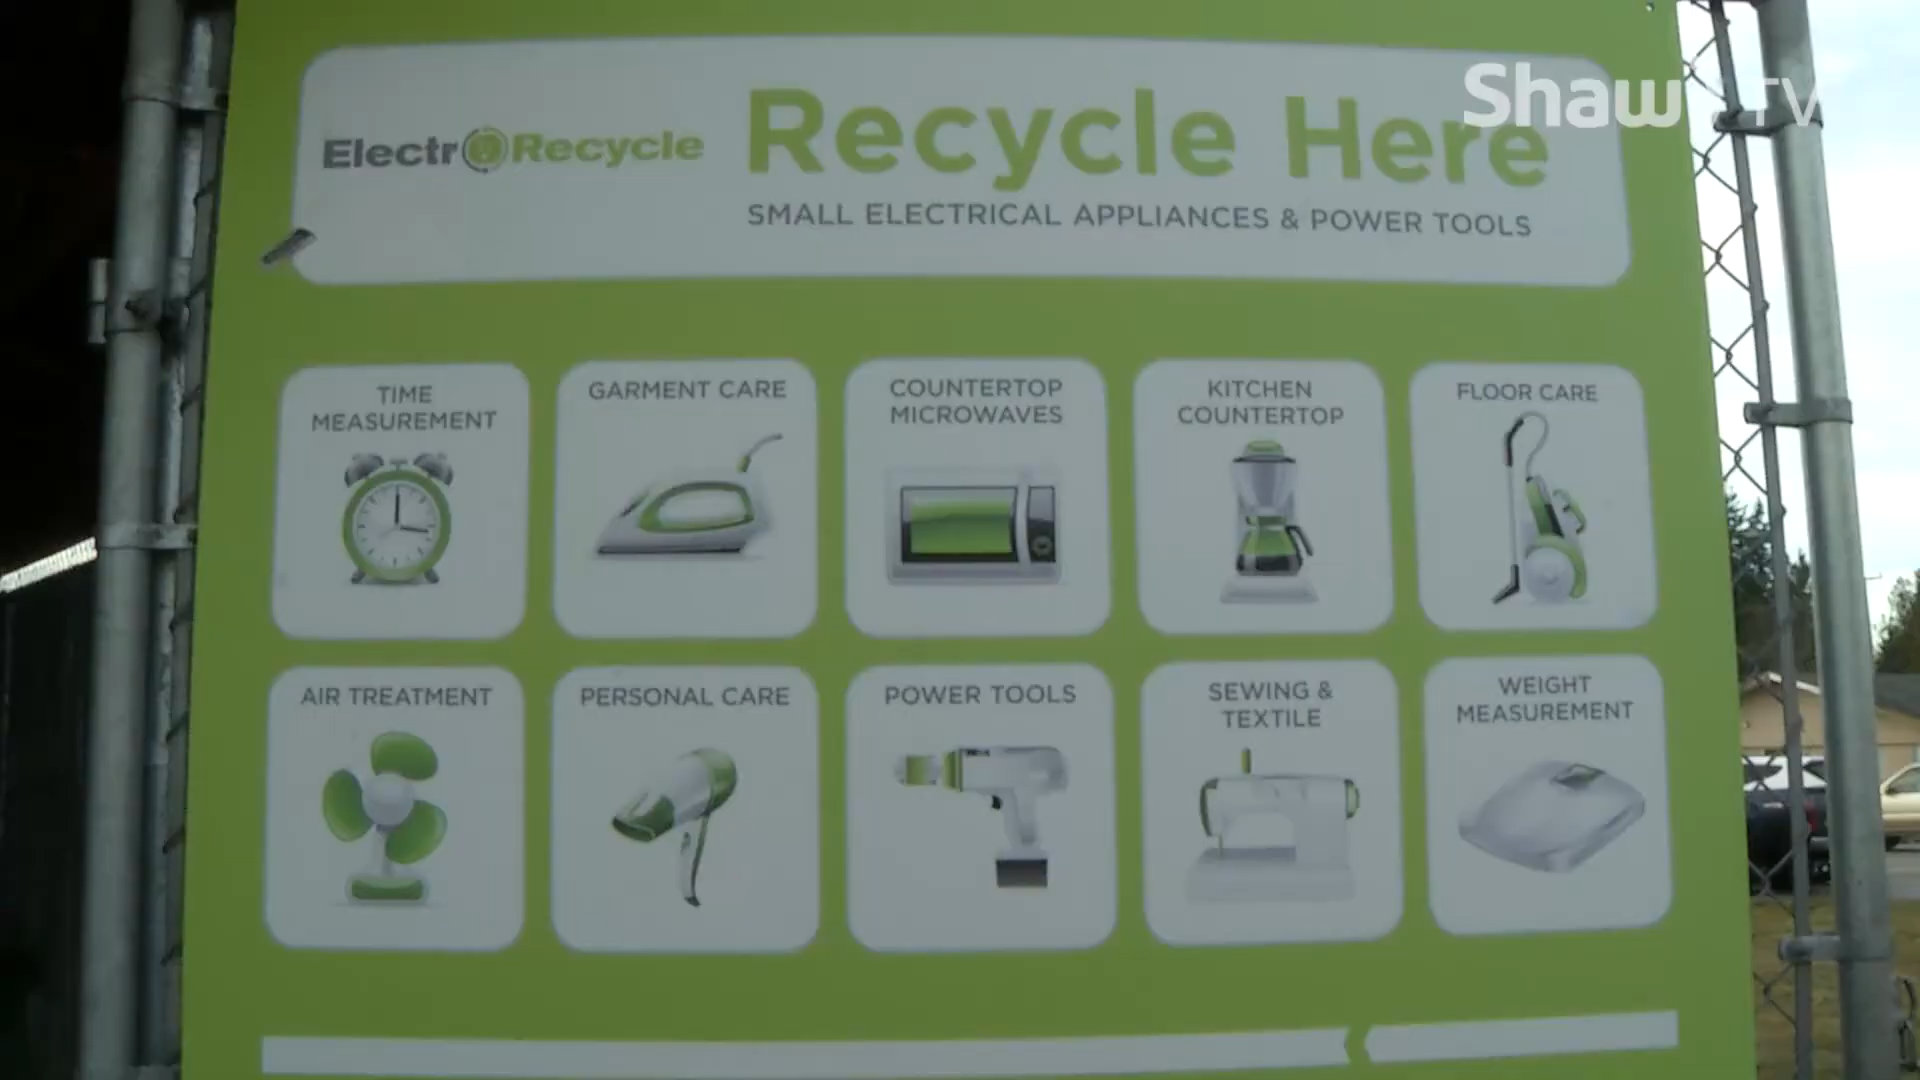 Shaw TV
ElectroRecycle
Recycle Here
SMALL ELECTRICAL APPLIANCES & POWER TOOLS
TIME
MEASUREMENT
GARMENT CARE
COUNTERTOP
MICROWAVES
KITCHEN
COUNTERTOP
FLOOR CARE
AIR TREATMENT
PERSONAL CARE
POWER TOOLS
SEWING &
TEXTILE
WEIGHT
MEASUREMENT